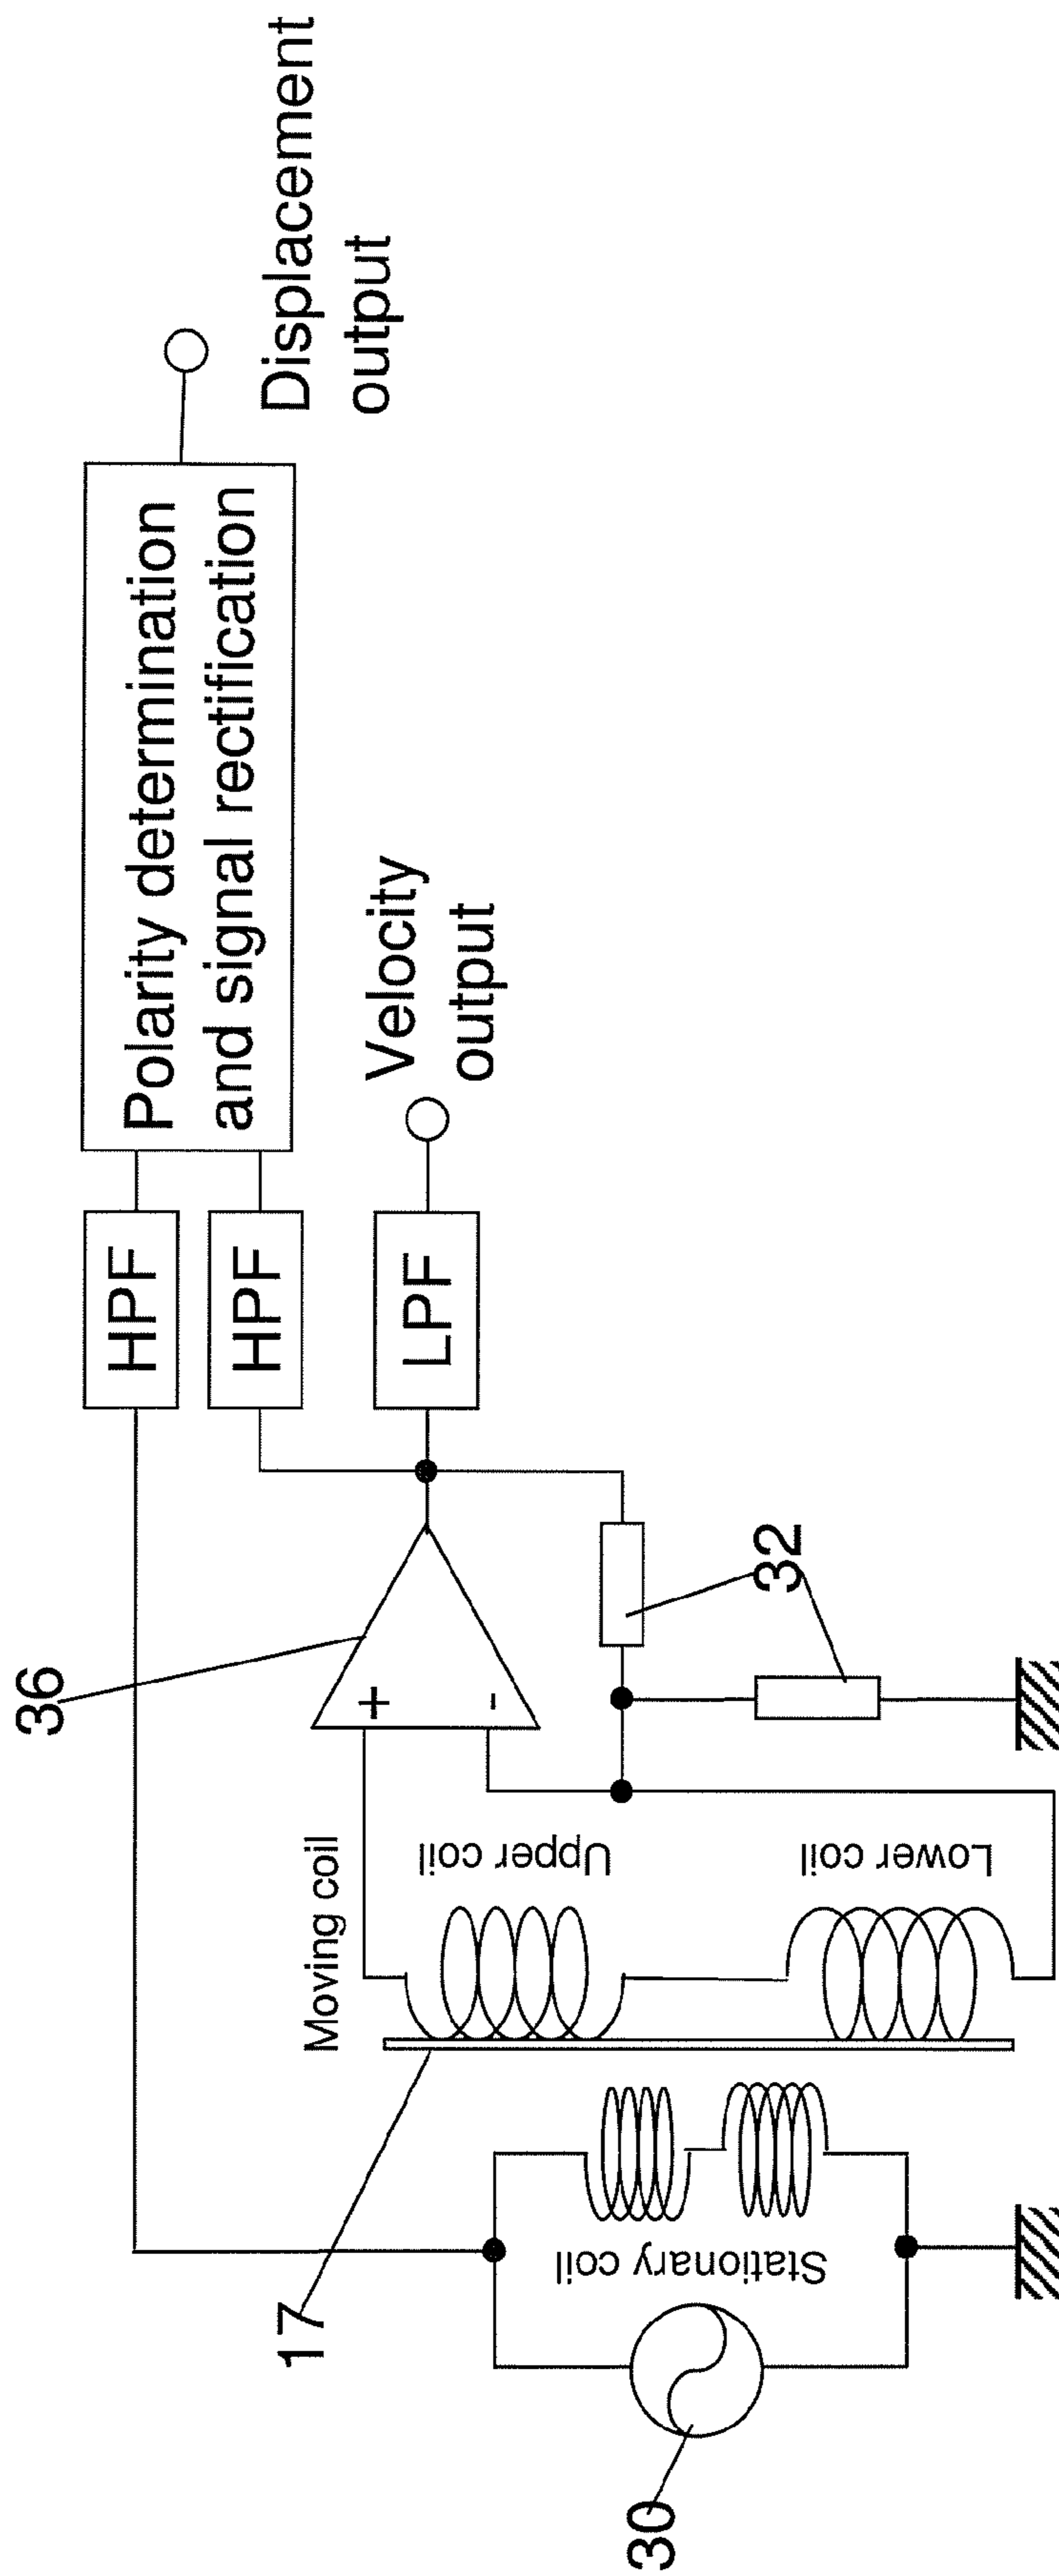 36
HPF
HPF
LPF
Polarity determination
and signal rectification
Displacement
output
Velocity
output
17
Moving coil
Upper coil
Lower coil
Stationary coil
+
-
32
30